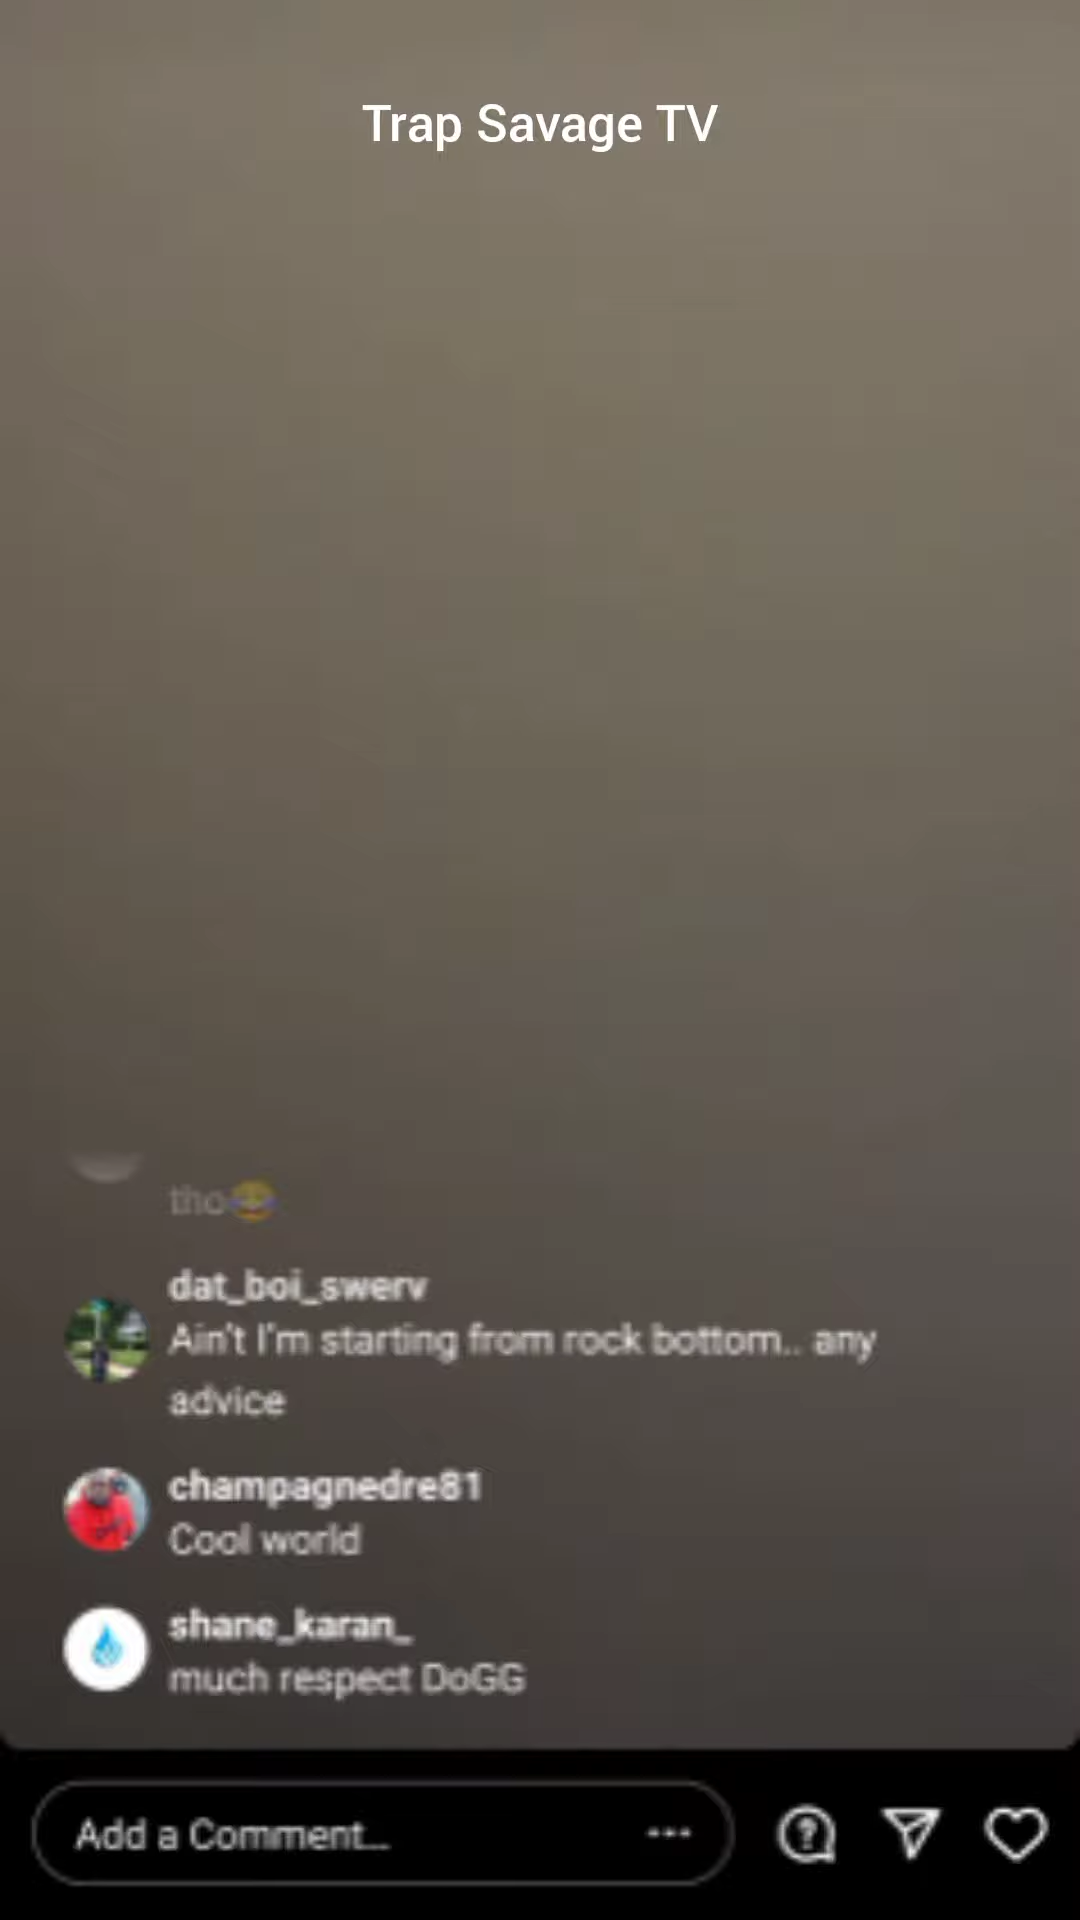 Trap Savage TV
tho😂
dat_boi_swerv
Ain't I'm starting from rock bottom.. any
advice
champagnedre81
Cool world
shane_karan_
much respect DoGG
Add a Comment...